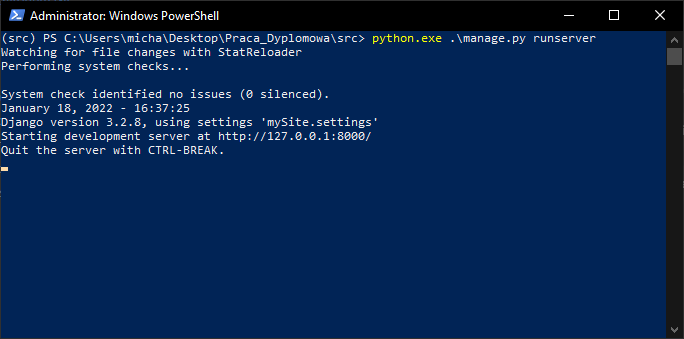 Administrator: Windows PowerShell
(src) PS C:\Users\micha\Desktop\Praca_Dyplomowa\src> python.exe .\manage.py runserver
Watching for file changes with StatReloader
Performing system checks...
System check identified no issues (0 silenced).
January 18, 2022 - 16:37:25
Django version 3.2.8, using settings 'mySite.settings'
Starting development server at http://127.0.0.1:8000/
Quit the server with CTRL-BREAK.